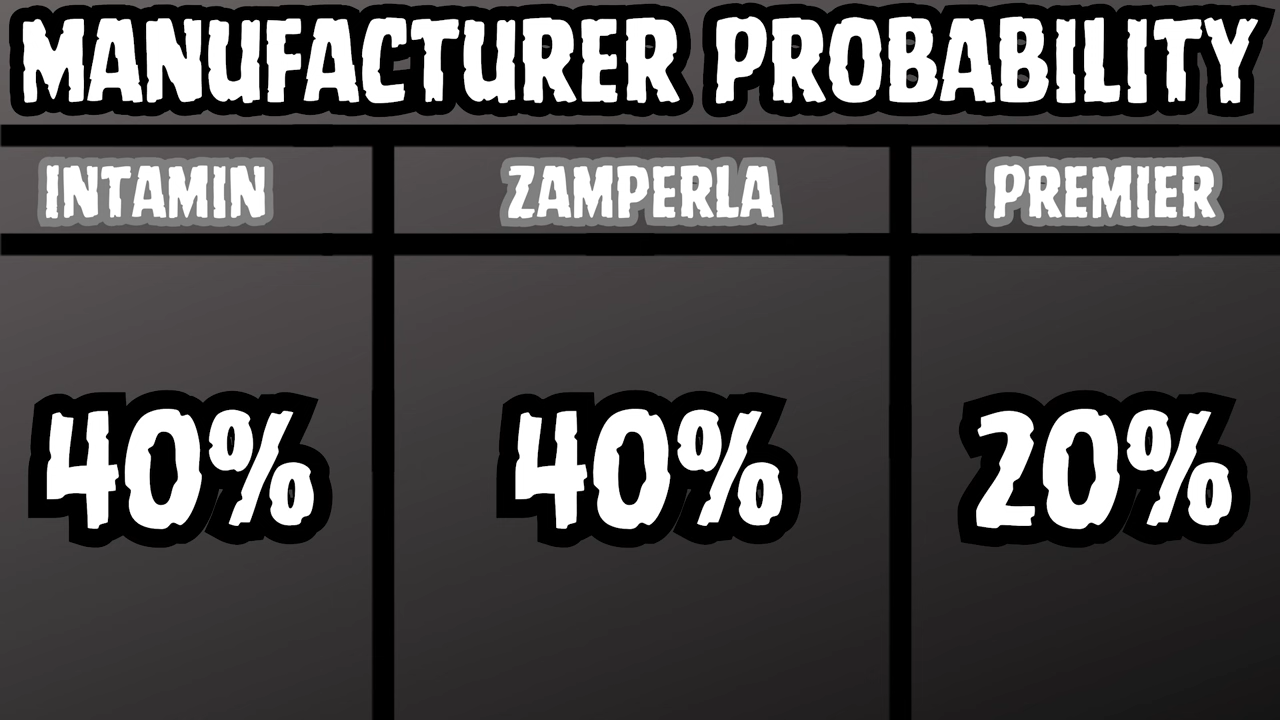 MANUFACTURER PROBABILITY
INTAMIN ZAMPERLA PREMIER
40% 40% 20%